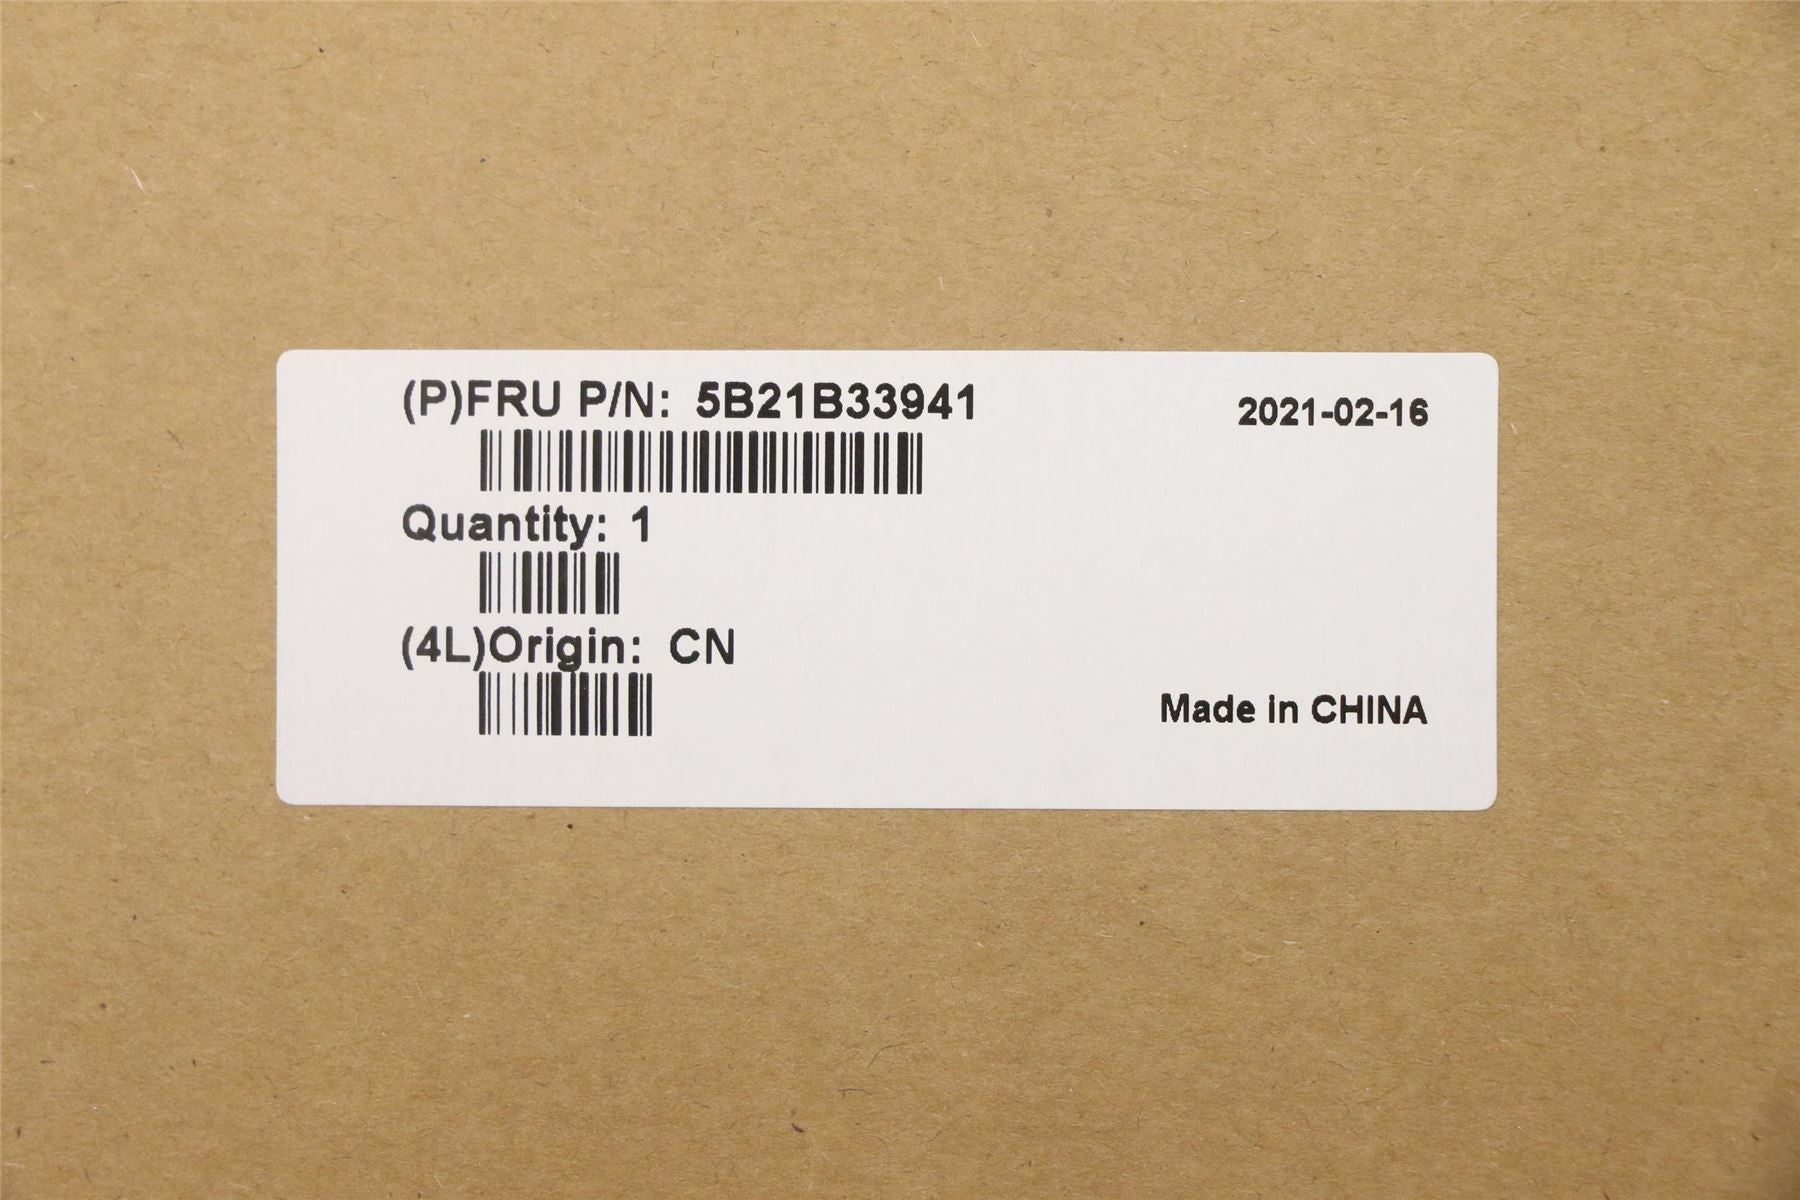 (P)FRU P/N: 5B21B33941
2021-02-16
Quantity: 1
(4L)Origin: CN
Made in CHINA